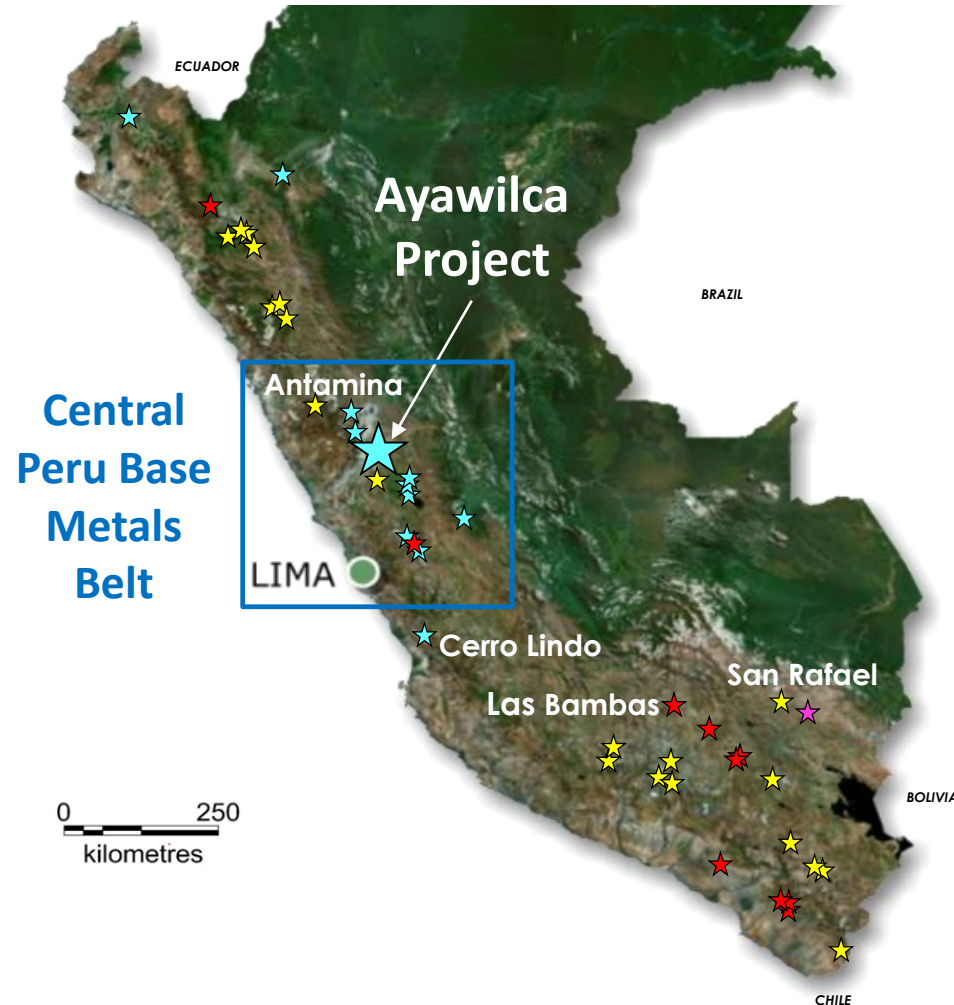 ECUADOR
Ayawilca
Project
BRAZIL
Antamina
Central
Peru Base
Metals
Belt
LIMA
Cerro Lindo
San Rafael
Las Bambas
0 250
kilometres
BOLIVIA
CHILE